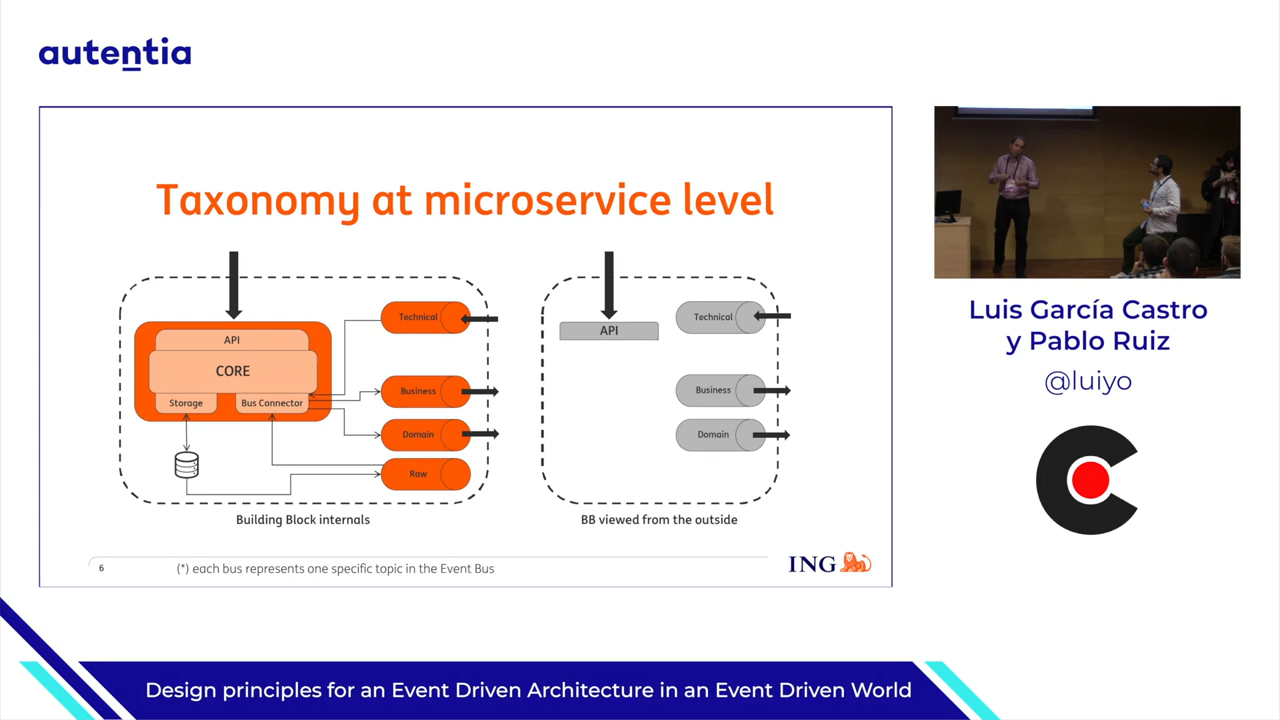 autentia
Taxonomy at microservice level
API
CORE
Storage
Bus Connector
Technical
Business
Domain
Raw
Building Block internals
API
Technical
Business
Domain
BB viewed from the outside
6
(*) each bus represents one specific topic in the Event Bus
ING
Luis García Castro
y Pablo Ruiz
@luiyo
Design principles for an Event Driven Architecture in an Event Driven World